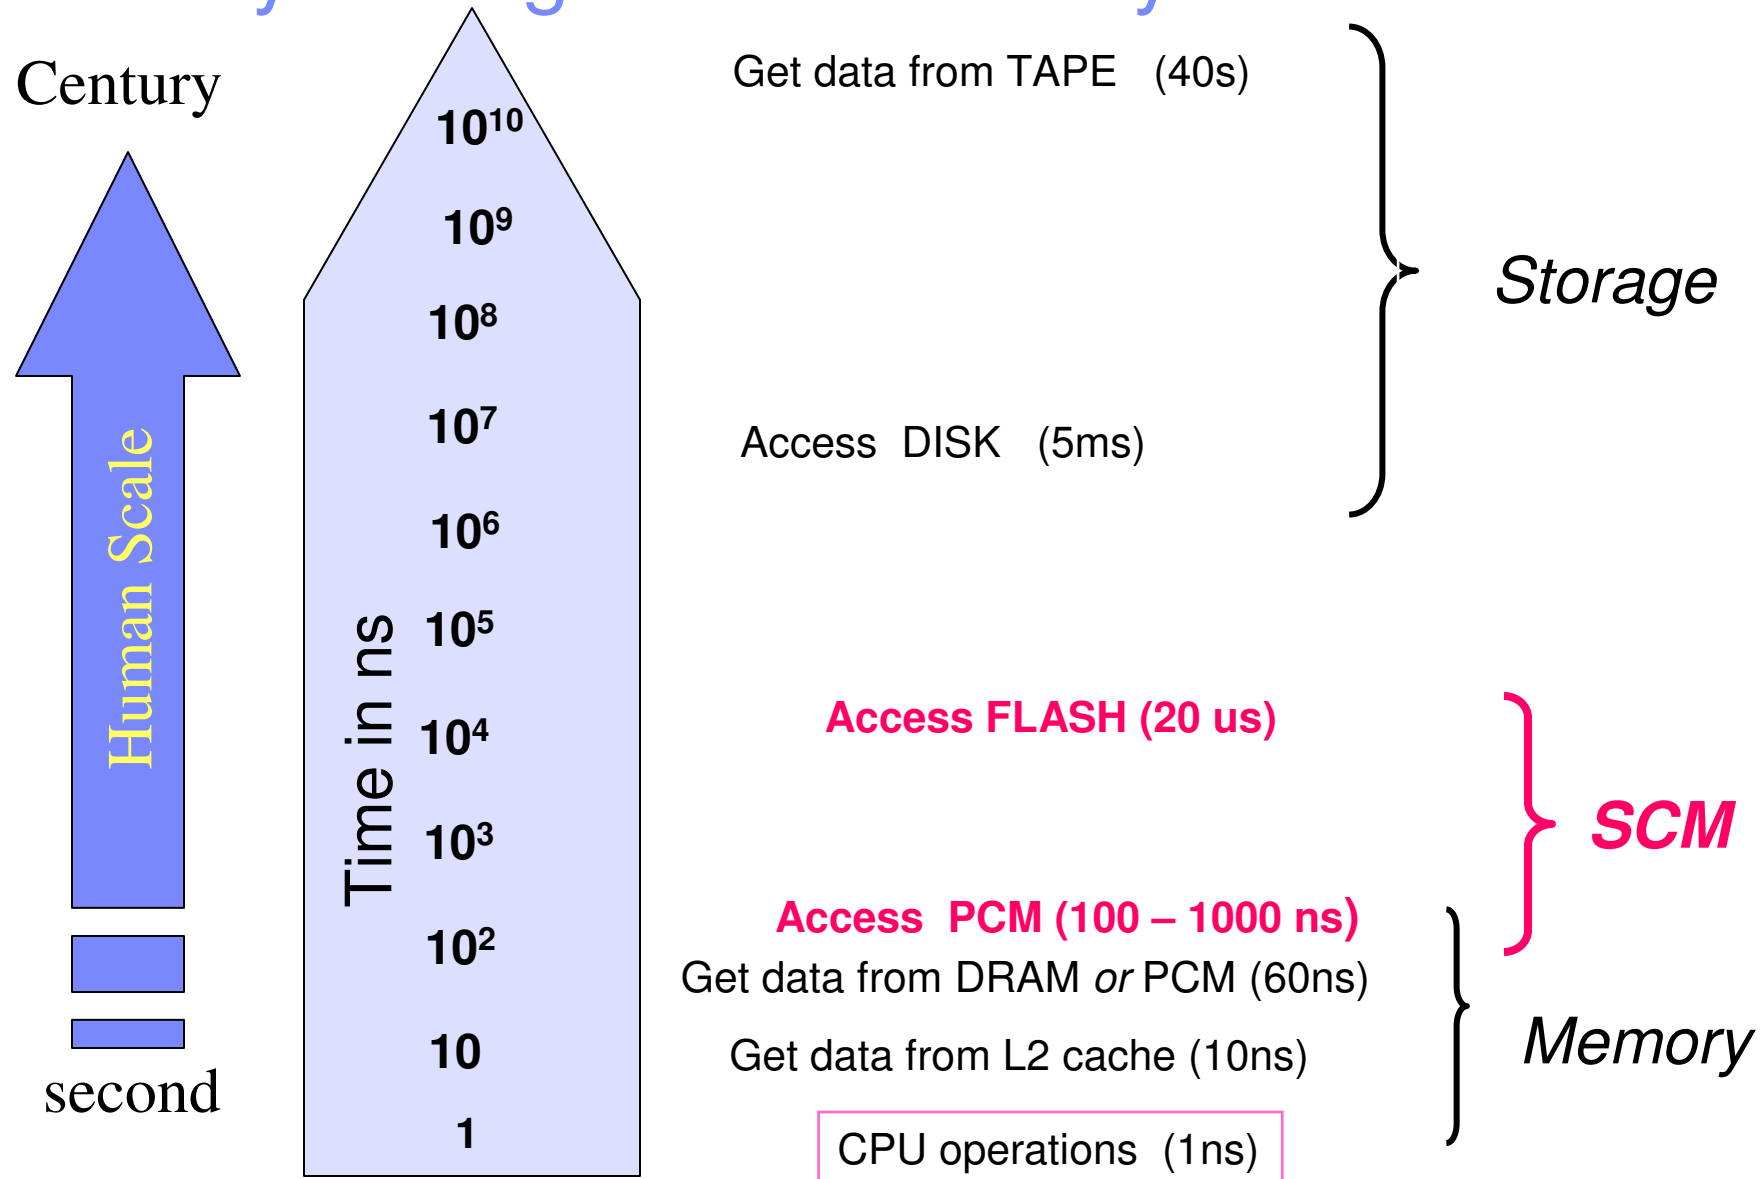 Century
Human Scale
second
Time in ns
10¹⁰
10⁹
10⁸
10⁷
10⁶
10⁵
10⁴
10³
10²
10
1
Get data from TAPE (40s)
Access DISK (5ms)
Access FLASH (20 us)
Access PCM (100 – 1000 ns)
Get data from DRAM or PCM (60ns)
Get data from L2 cache (10ns)
CPU operations (1ns)
Storage
SCM
Memory